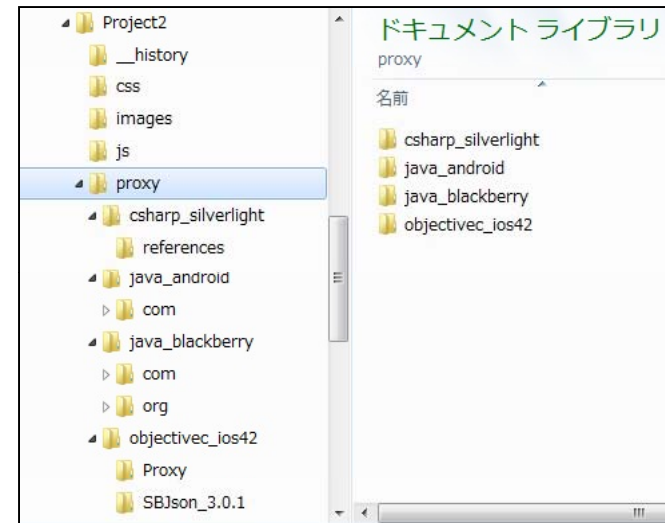 Project2
__history
css
images
js
proxy
csharp_silverlight
references
java_android
com
java_blackberry
com
org
objectivec_ios42
Proxy
SBJson_3.0.1
ドキュメント ライブラリ
proxy
名前
csharp_silverlight
java_android
java_blackberry
objectivec_ios42